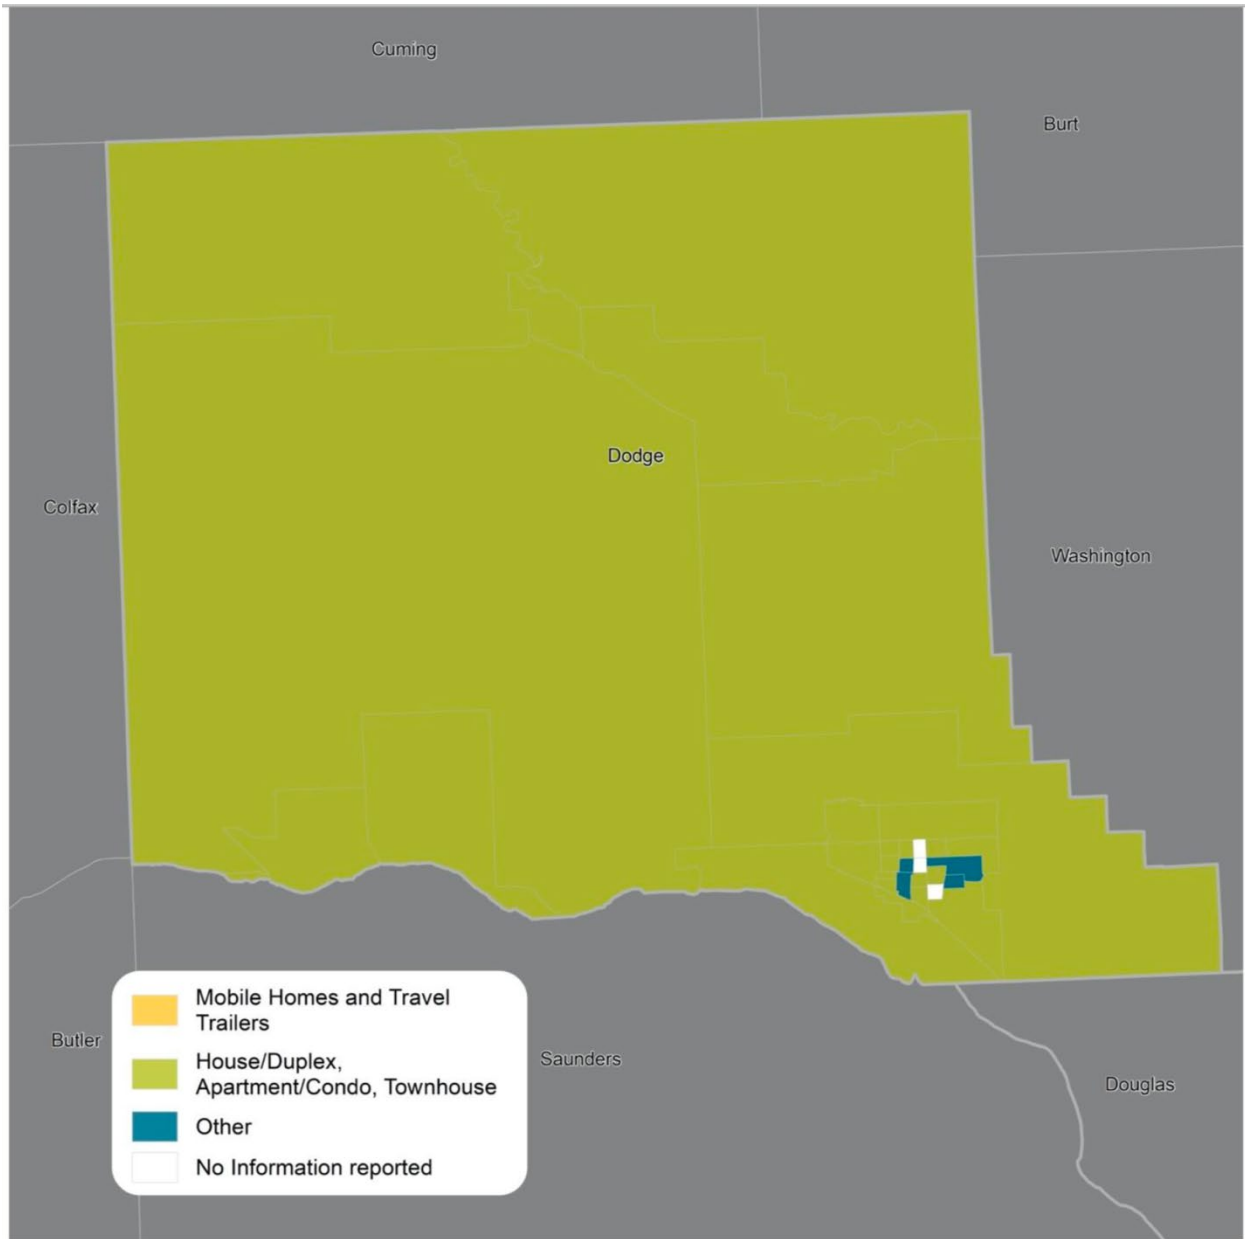 Cuming
Burt
Dodge
Colfax
Washington
Mobile Homes and Travel
Trailers
House/Duplex,
Apartment/Condo, Townhouse
Other
No Information reported
Butler
Saunders
Douglas